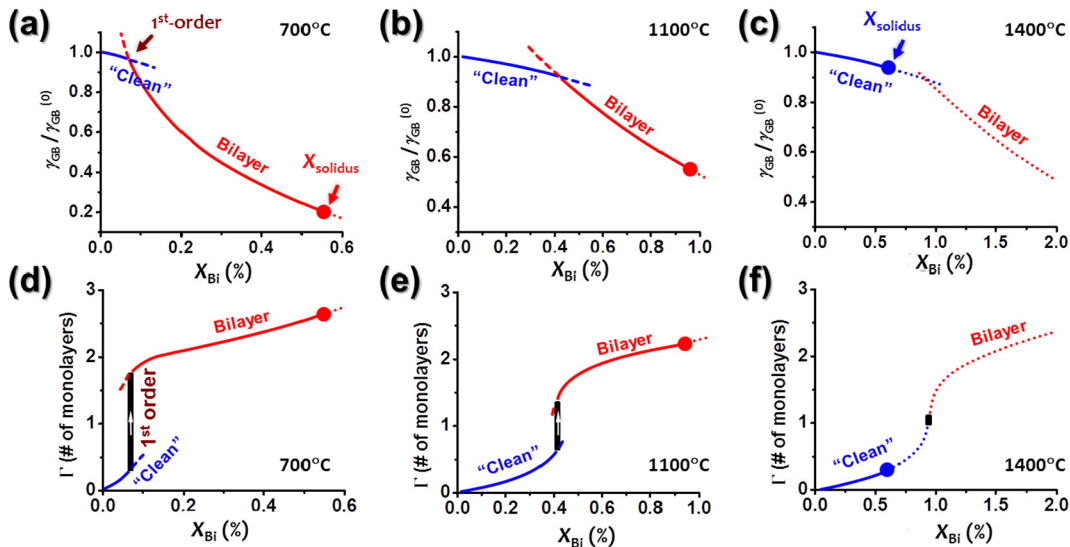 (a)
1st-order
700°C
"Clean"
Bilayer
Xsolidus
γGB / γGB(0)
1.0
0.8
0.6
0.4
0.2
0.0
0.2
0.4
0.6
XBi (%)
(b)
1100°C
"Clean"
Bilayer
γGB / γGB(0)
1.0
0.8
0.6
0.4
0.0
0.2
0.4
0.6
0.8
1.0
XBi (%)
(c)
Xsolidus
1400°C
"Clean"
Bilayer
γGB / γGB(0)
1.0
0.8
0.6
0.4
0.0
0.5
1.0
1.5
2.0
XBi (%)
(d)
Bilayer
1st order
"Clean"
700°C
Γ (# of monolayers)
3
2
1
0
0.0
0.2
0.4
0.6
XBi (%)
(e)
Bilayer
"Clean"
1100°C
Γ (# of monolayers)
3
2
1
0
0.0
0.2
0.4
0.6
0.8
1.0
XBi (%)
(f)
Bilayer
"Clean"
1400°C
Γ (# of monolayers)
3
2
1
0
0.0
0.5
1.0
1.5
2.0
XBi (%)